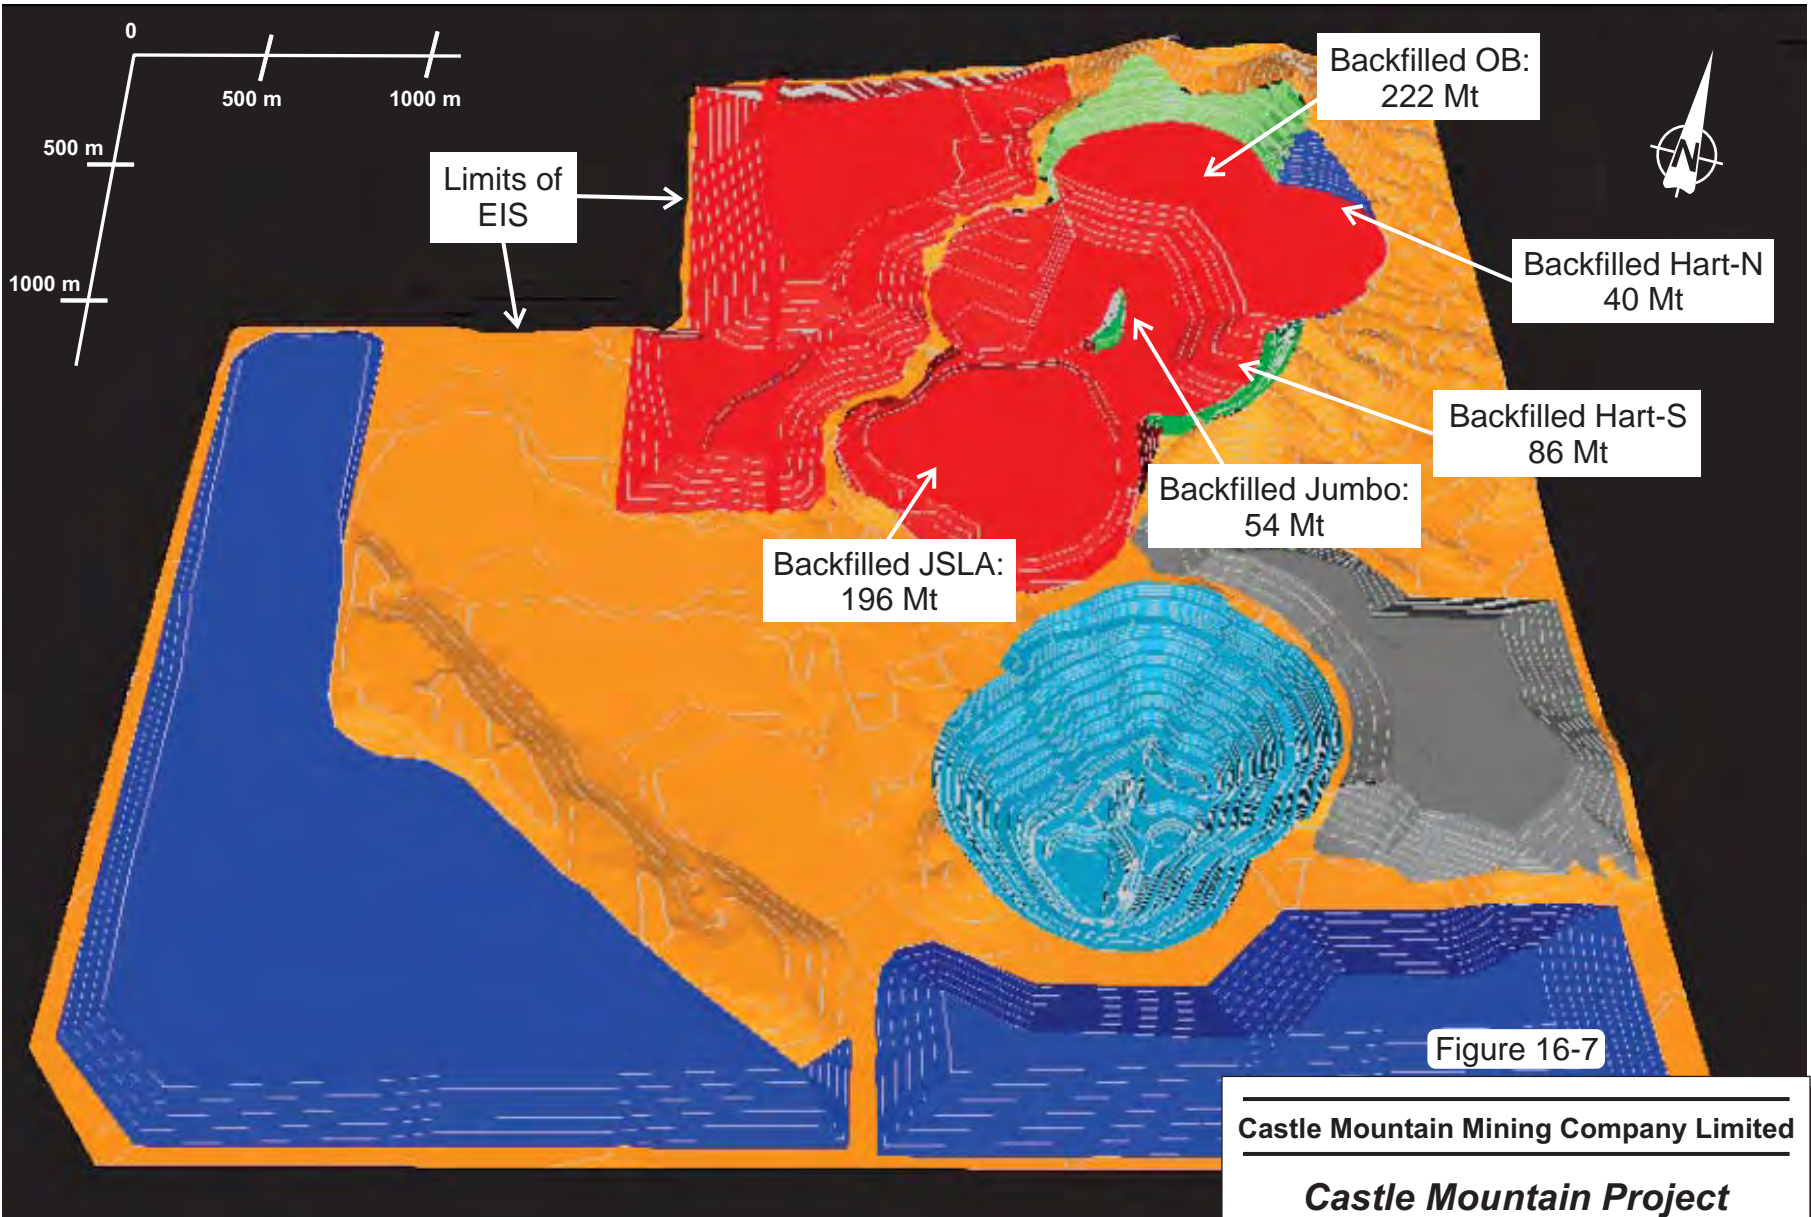 0
500 m
1000 m
500 m
1000 m
Limits of
EIS
Backfilled OB:
222 Mt
N
Backfilled Hart-N
40 Mt
Backfilled Hart-S
86 Mt
Backfilled Jumbo:
54 Mt
Backfilled JSLA:
196 Mt
Figure 16-7
Castle Mountain Mining Company Limited
Castle Mountain Project